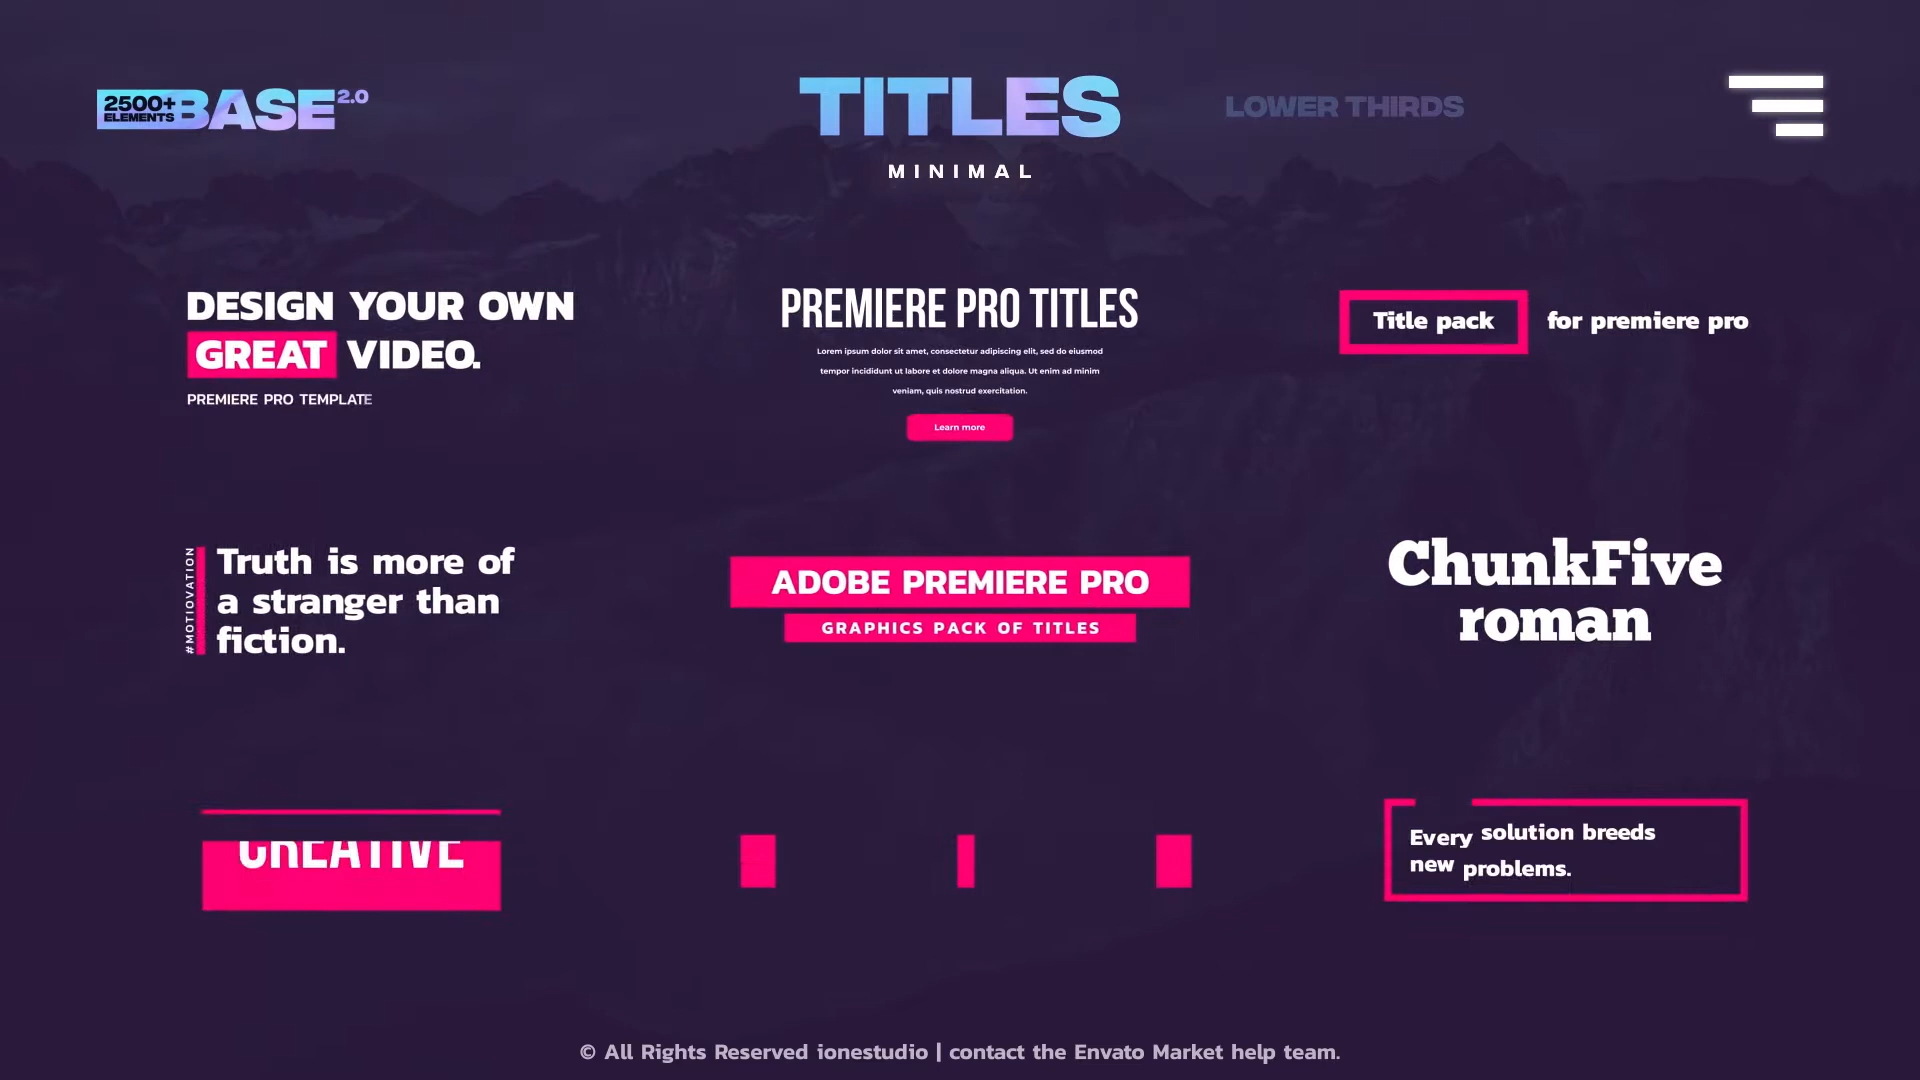 2500+
ELEMENTS
BASE 2.0
TITLES
LOWER THIRDS
MINIMAL
DESIGN YOUR OWN
GREAT VIDEO.
PREMIERE PRO TEMPLATE
PREMIERE PRO TITLES
Lorem ipsum dolor sit amet, consectetur adipiscing elit, sed do eiusmod
tempor incididunt ut labore et dolore magna aliqua. Ut enim ad minim
veniam, quis nostrud exercitation.
Learn more
Title pack for premiere pro
#MOTIOVATION
Truth is more of
a stranger than
fiction.
ADOBE PREMIERE PRO
GRAPHICS PACK OF TITLES
ChunkFive
roman
CREATIVE
Every solution breeds
new problems.
© All Rights Reserved ionestudio | contact the Envato Market help team.